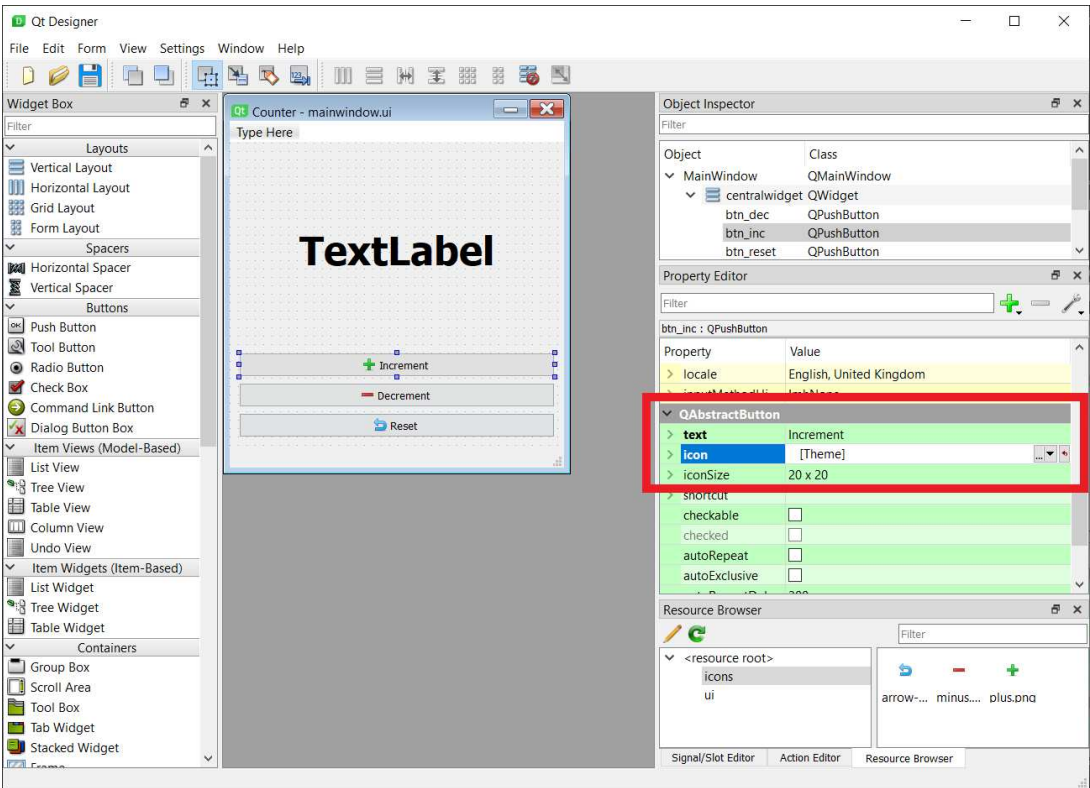 Qt Designer
File Edit Form View Settings Window Help
Widget Box
Filter
Layouts
Vertical Layout
Horizontal Layout
Grid Layout
Form Layout
Spacers
Horizontal Spacer
Vertical Spacer
Buttons
Push Button
Tool Button
Radio Button
Check Box
Command Link Button
Dialog Button Box
Item Views (Model-Based)
List View
Tree View
Table View
Column View
Undo View
Item Widgets (Item-Based)
List Widget
Tree Widget
Table Widget
Containers
Group Box
Scroll Area
Tool Box
Tab Widget
Stacked Widget
Frame
Counter - mainwindow.ui
Type Here
TextLabel
Increment
Decrement
Reset
Object Inspector
Filter
Object Class
MainWindow QMainWindow
centralwidget QWidget
btn_dec QPushButton
btn_inc QPushButton
btn_reset QPushButton
Property Editor
Filter
btn_inc : QPushButton
Property Value
locale English, United Kingdom
QAbstractButton
text Increment
icon [Theme]
iconSize 20 x 20
shortcut
checkable
checked
autoRepeat
autoExclusive
Resource Browser
Filter
<resource root>
icons
ui
arrow-... minus.... plus.png
Signal/Slot Editor Action Editor Resource Browser